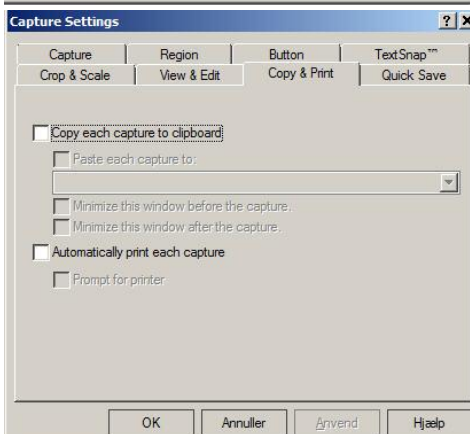 Capture Settings
Capture Region Button TextSnap™
Crop & Scale View & Edit Copy & Print Quick Save
Copy each capture to clipboard
Paste each capture to:
Minimize this window before the capture.
Minimize this window after the capture.
Automatically print each capture
Prompt for printer
OK Annuller Anvend Hjælp